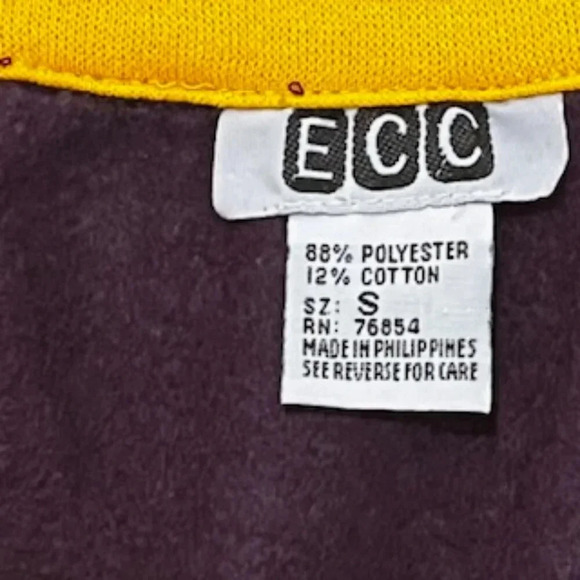 ECC
88% POLYESTER
12% COTTON
SZ: S
RN: 76854
MADE IN PHILIPPINES
SEE REVERSE FOR CARE